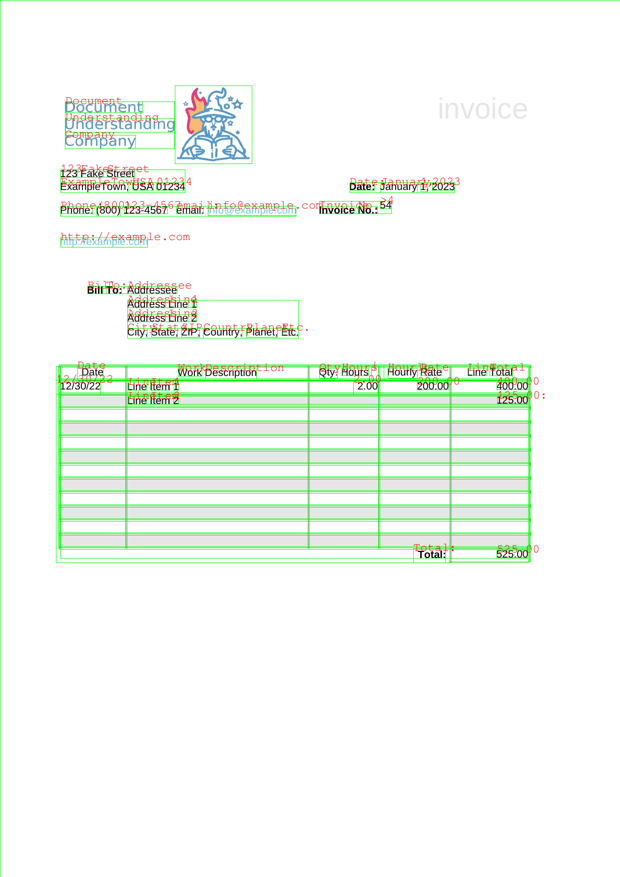 Document
Understanding
Company
invoice
123 Fake Street
ExampleTown, USA 01234
Date: January 1, 2023
Phone: (800) 123-4567 email: info@example.com
Invoice No.: 54
http://example.com
Bill To: Addressee
Address Line 1
Address Line 2
City, State, ZIP, Country, Planet, Etc.
Date Work Description Qty. Hours Hourly Rate Line Total
12/30/22 Line Item 1 2.00 200.00 400.00
Line Item 2 125.00
Total: 525.00